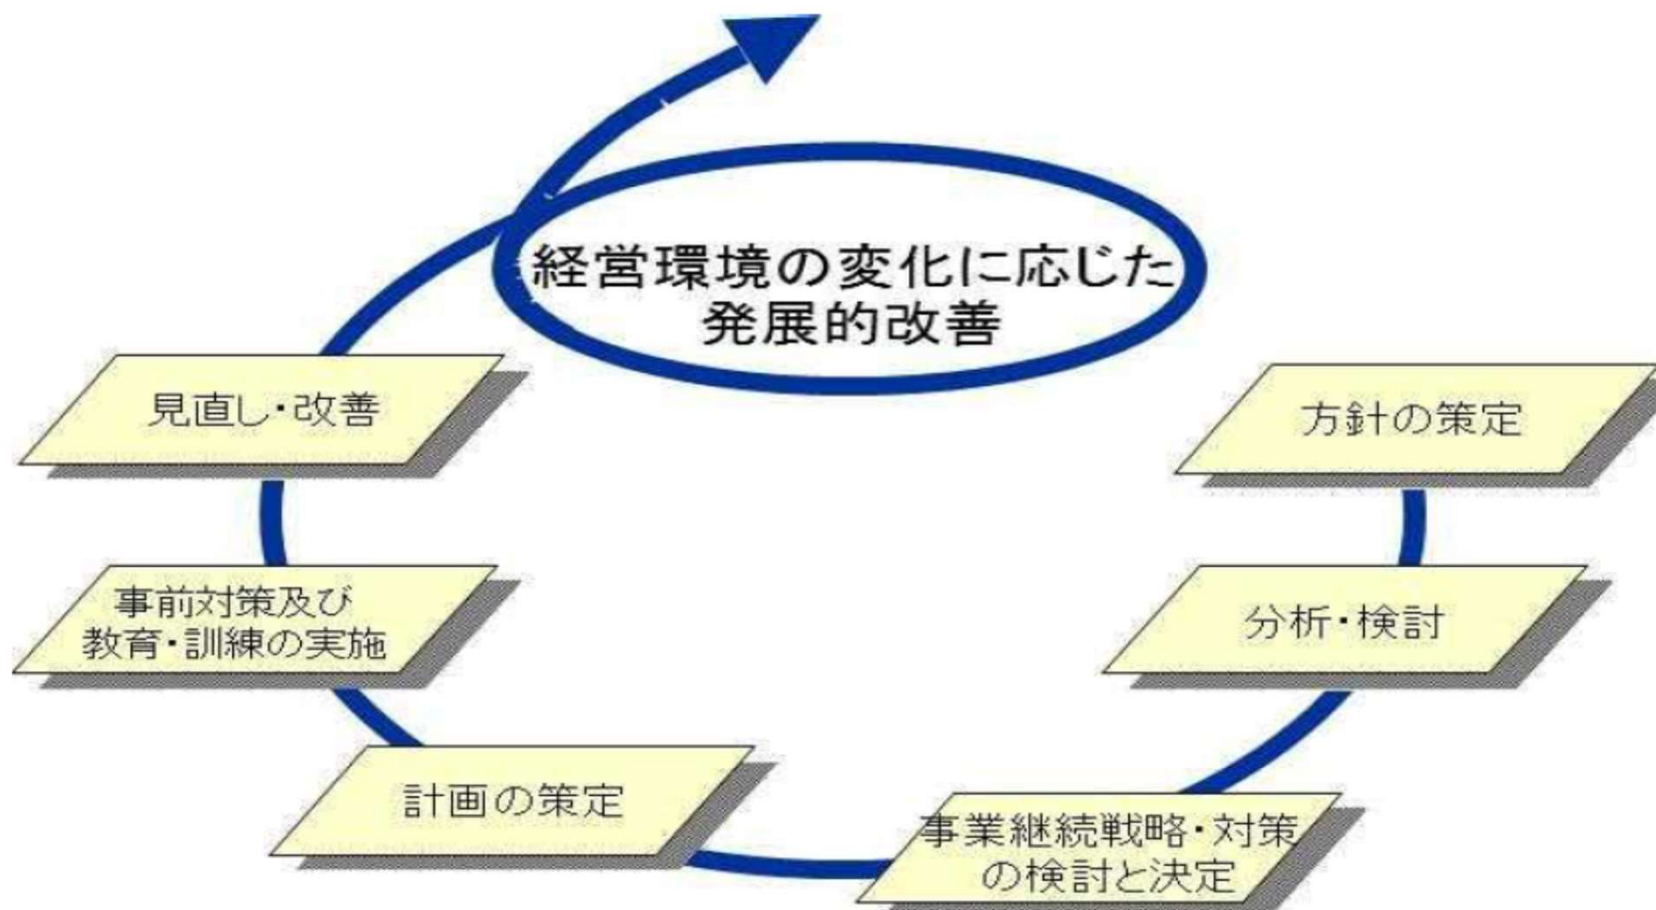 経営環境の変化に応じた
発展的改善
見直し・改善
方針の策定
事前対策及び
教育・訓練の実施
分析・検討
計画の策定
事業継続戦略・対策
の検討と決定